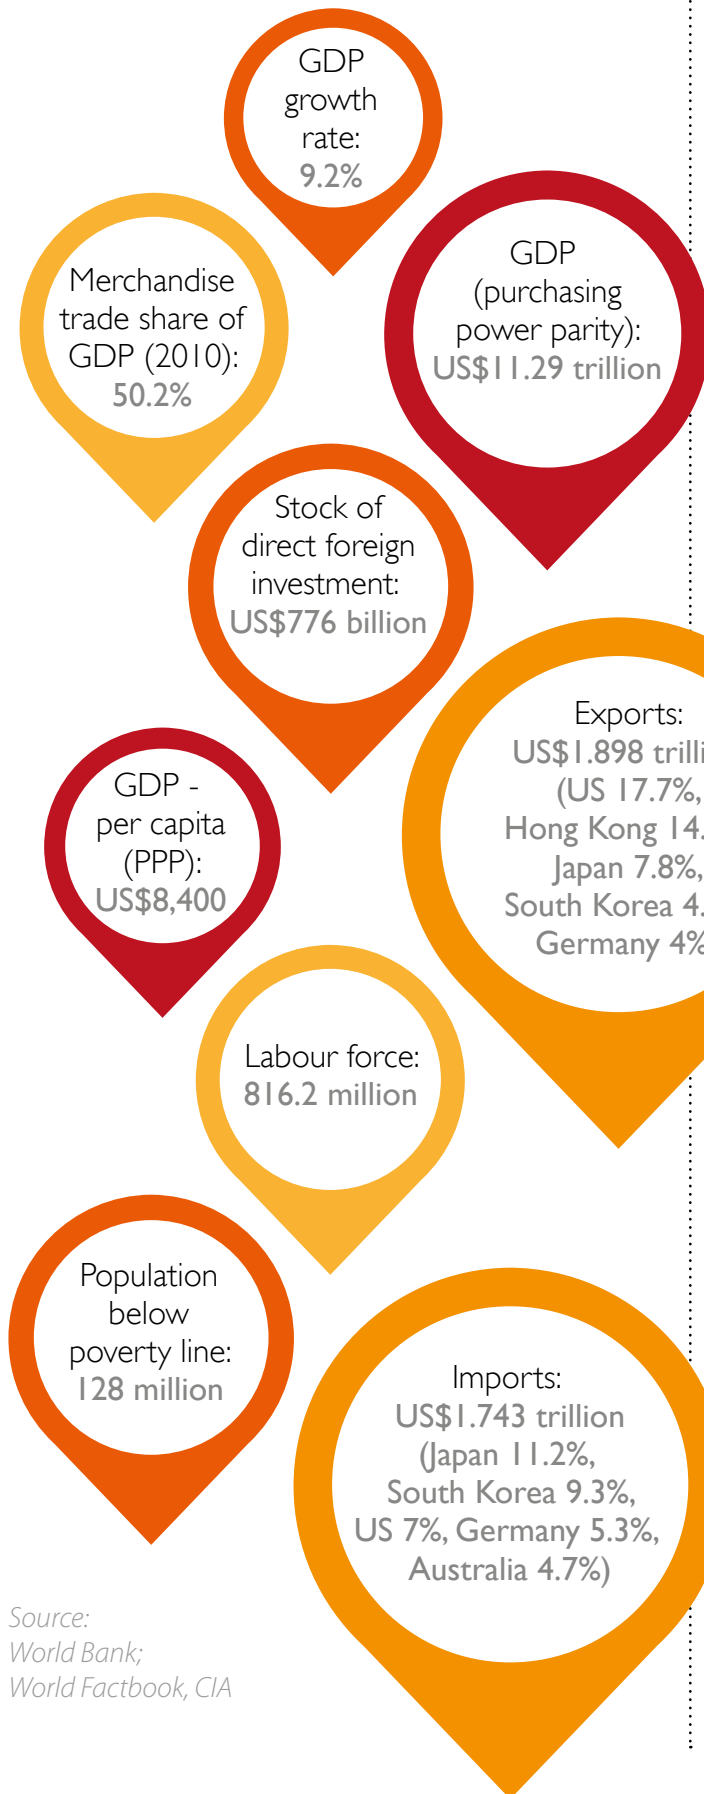 GDP
growth
rate:
9.2%
Merchandise
trade share of
GDP (2010):
50.2%
GDP
(purchasing
power parity):
US$11.29 trillion
Stock of
direct foreign
investment:
US$776 billion
Exports:
US$1.898
(US 17.7%,
Hong Kong
Japan 7.8%,
South Korea
Germany 4%
GDP -
per capita
(PPP):
US$8,400
Labour force:
816.2 million
Population
below
poverty line:
128 million
Imports:
US$1.743 trillion
(Japan 11.2%,
South Korea 9.3%,
US 7%, Germany 5.3%,
Australia 4.7%)
Source:
World Bank;
World Factbook, CIA